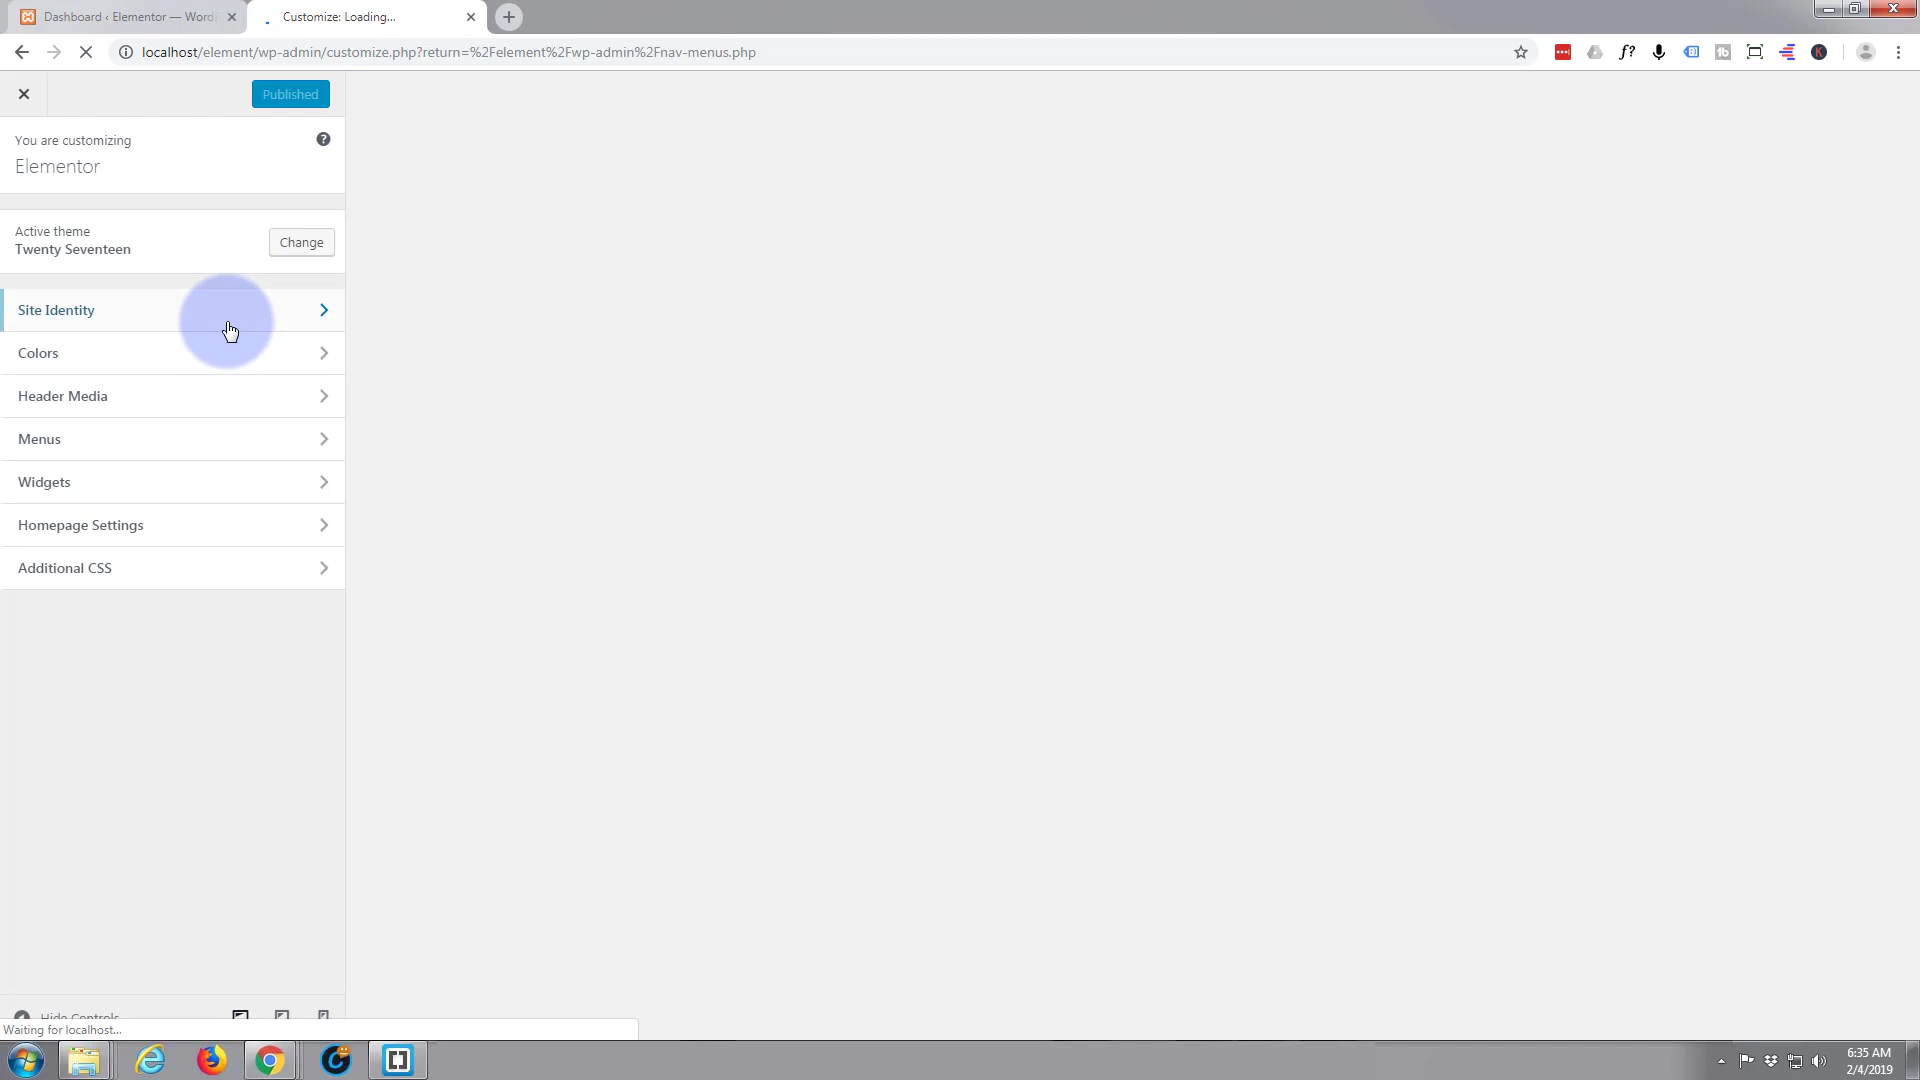 Dashboard ‹ Elementor — Word
Customize: Loading...
localhost/element/wp-admin/customize.php?return=%2Felement%2Fwp-admin%2Fnav-menus.php
Published
You are customizing
Elementor
Active theme
Twenty Seventeen
Change
Site Identity
Colors
Header Media
Menus
Widgets
Homepage Settings
Additional CSS
Hide Controls
Waiting for localhost...
6:35 AM
2/4/2019